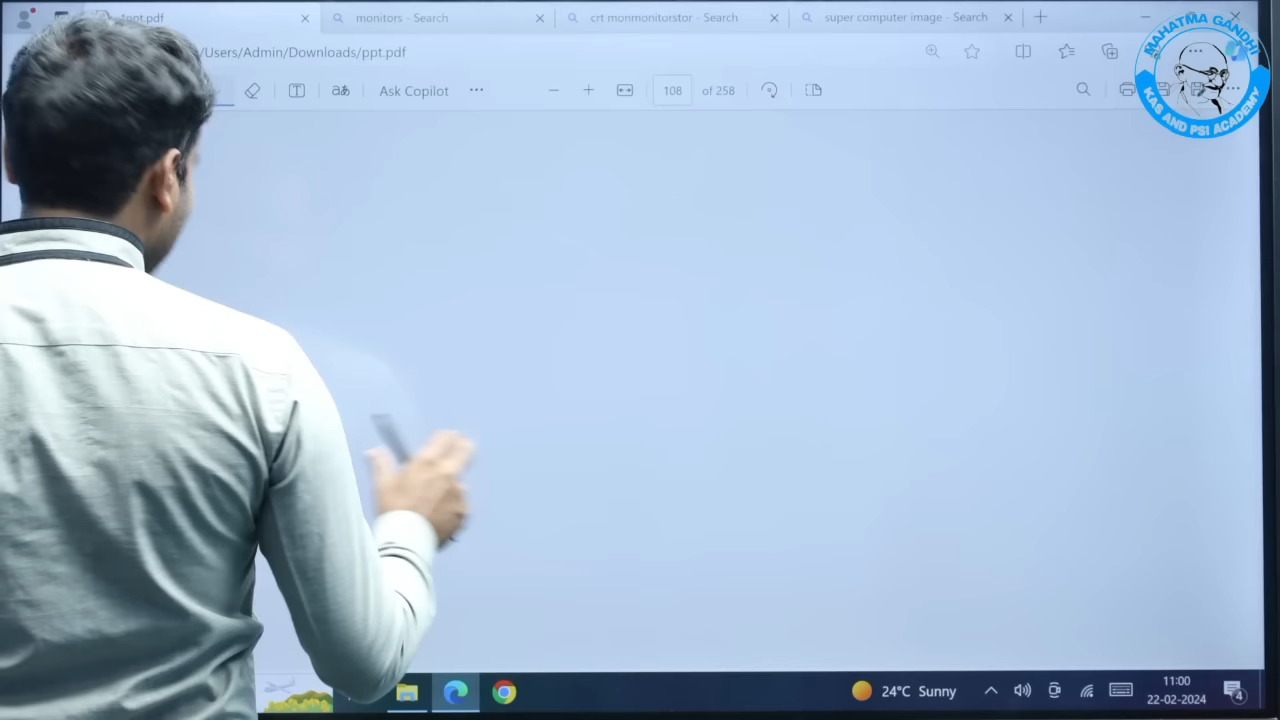 ppt.pdf
monitors - Search
crt monmonitorstor - Search
super computer image - Search
/Users/Admin/Downloads/ppt.pdf
Ask Copilot
108 of 258
MAHATMA GANDHI
KAS AND PSI ACADEMY
24°C Sunny
11:00
22-02-2024
4